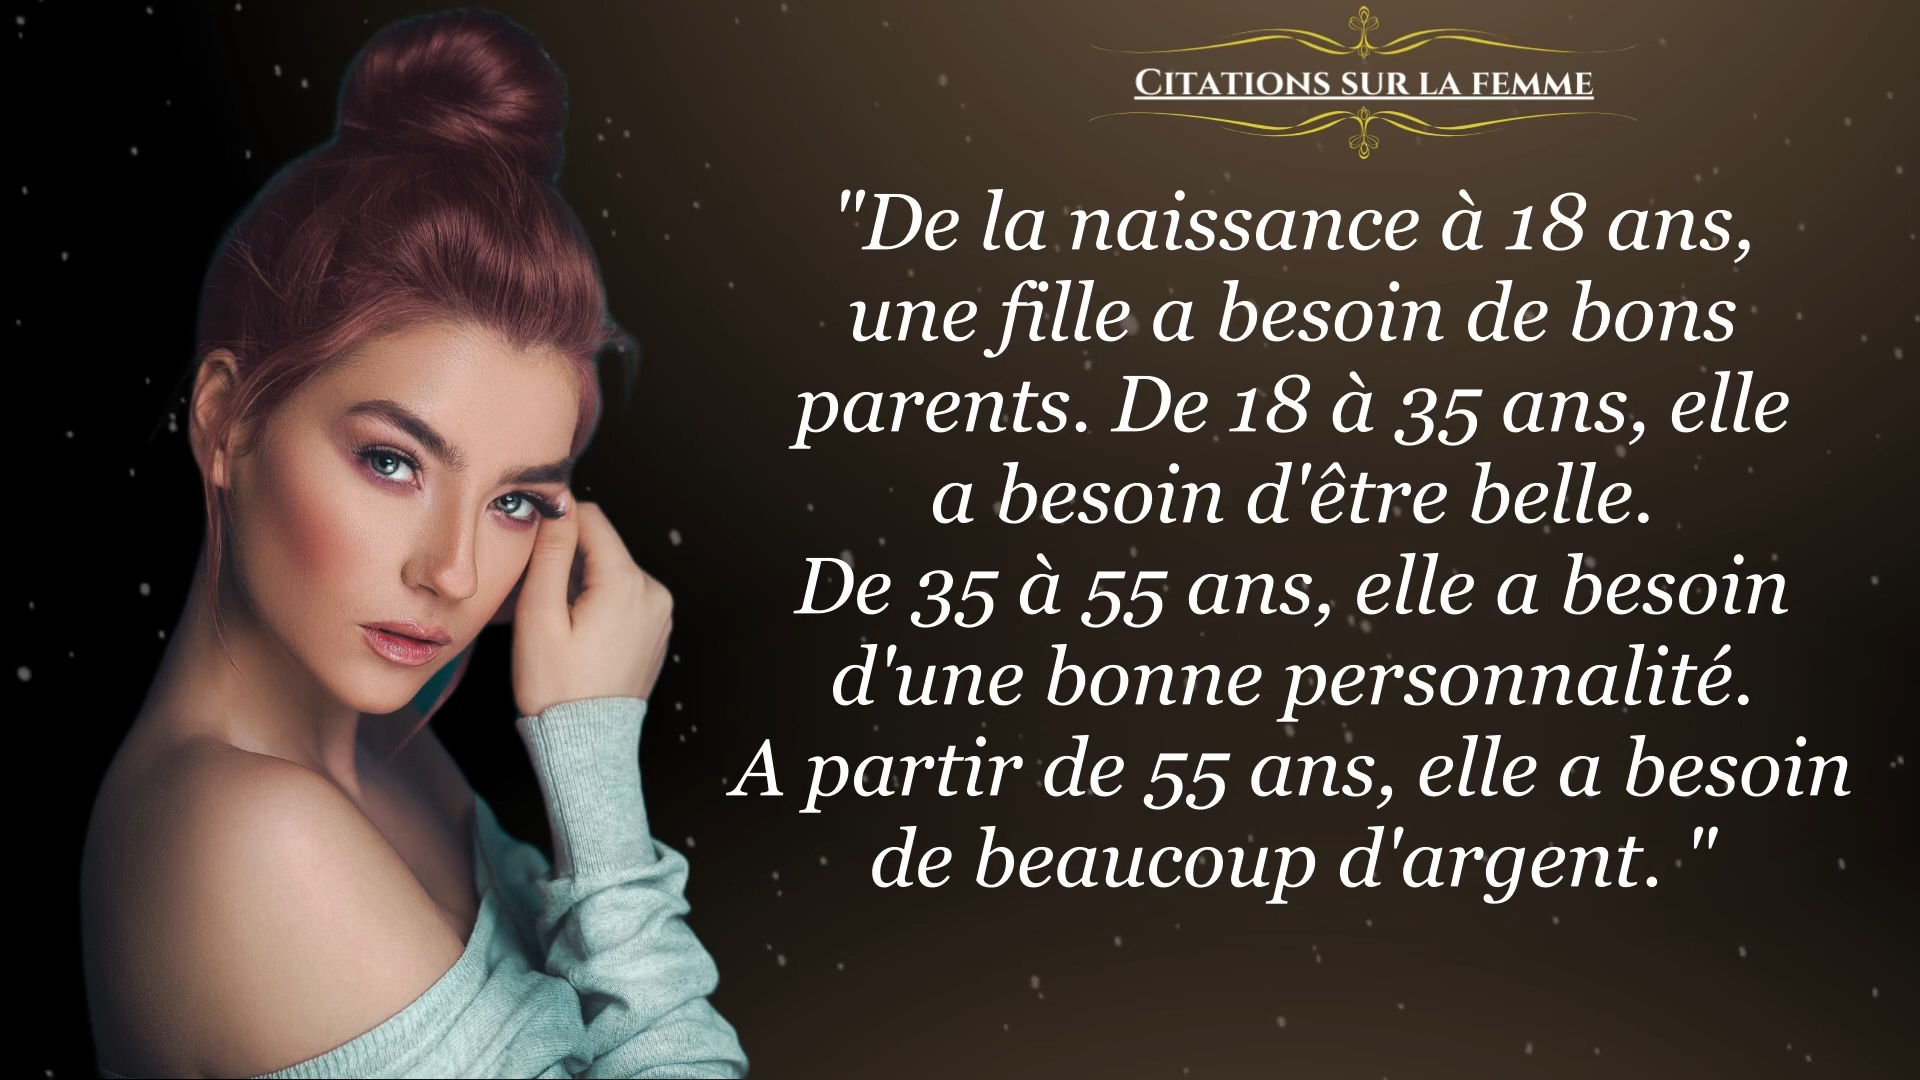 Citations sur la femme
"De la naissance à 18 ans,
une fille a besoin de bons
parents. De 18 à 35 ans, elle
a besoin d'être belle.
De 35 à 55 ans, elle a besoin
d'une bonne personnalité.
A partir de 55 ans, elle a besoin
de beaucoup d'argent. "